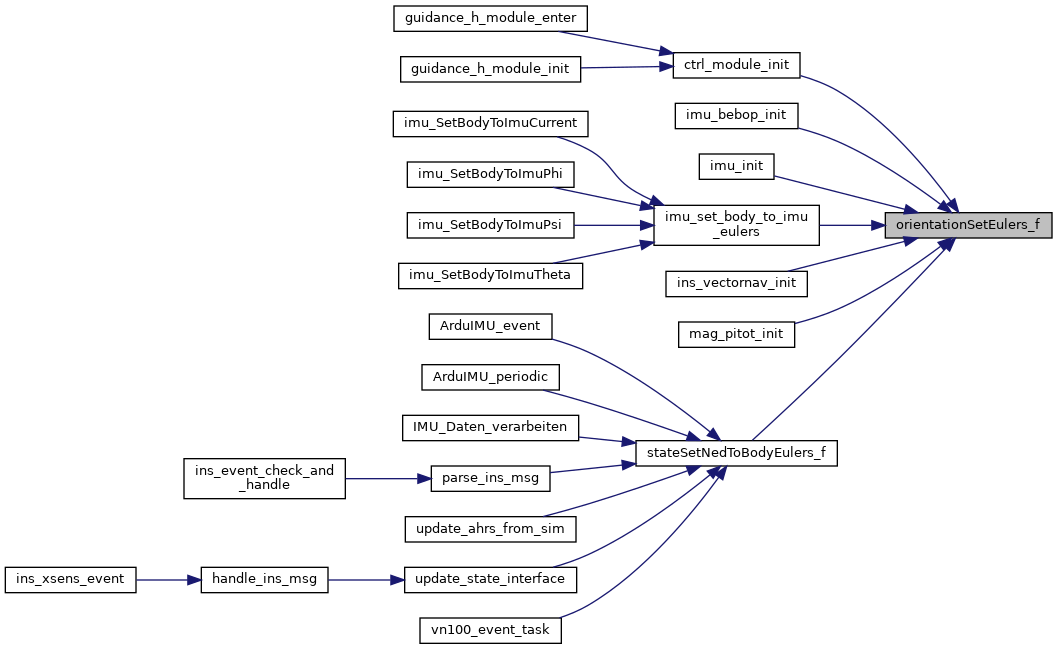 guidance_h_module_enter
guidance_h_module_init
ctrl_module_init
imu_SetBodyToImuCurrent
imu_SetBodyToImuPhi
imu_SetBodyToImuPsi
imu_SetBodyToImuTheta
imu_bebop_init
imu_init
imu_set_body_to_imu
_eulers
orientationSetEulers_f
ins_vectornav_init
mag_pitot_init
ArduIMU_event
ArduIMU_periodic
IMU_Daten_verarbeiten
stateSetNedToBodyEulers_f
ins_event_check_and
_handle
parse_ins_msg
update_ahrs_from_sim
ins_xsens_event
handle_ins_msg
update_state_interface
vn100_event_task